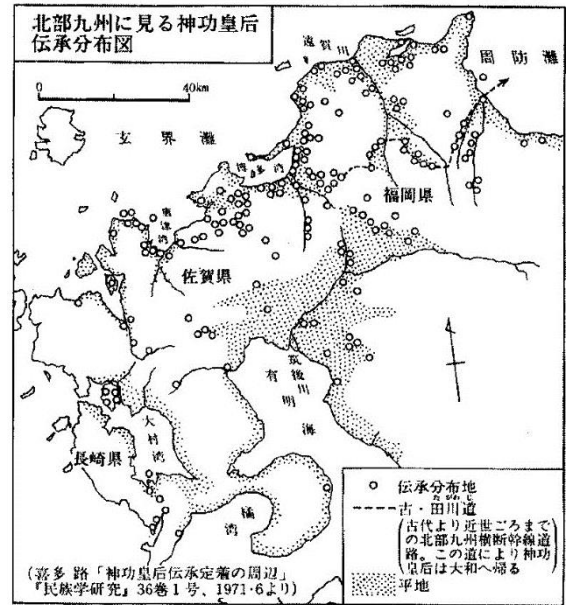 北部九州に見る神功皇后
伝承分布図
0
40km
遠賀川
周防灘
玄界灘
博多湾
福岡県
唐津湾
佐賀県
筑後川
有明海
大村湾
長崎県
橘湾
○ 伝承分布地
たがわじ
古・田川道
(古代より近世ごろまで
の北部九州横断幹線道
路。この道により神功
皇后は大和へ帰る)
平地
(喜多 路「神功皇后伝承定着の周辺」
『民族学研究』36巻1号、1971・6より)